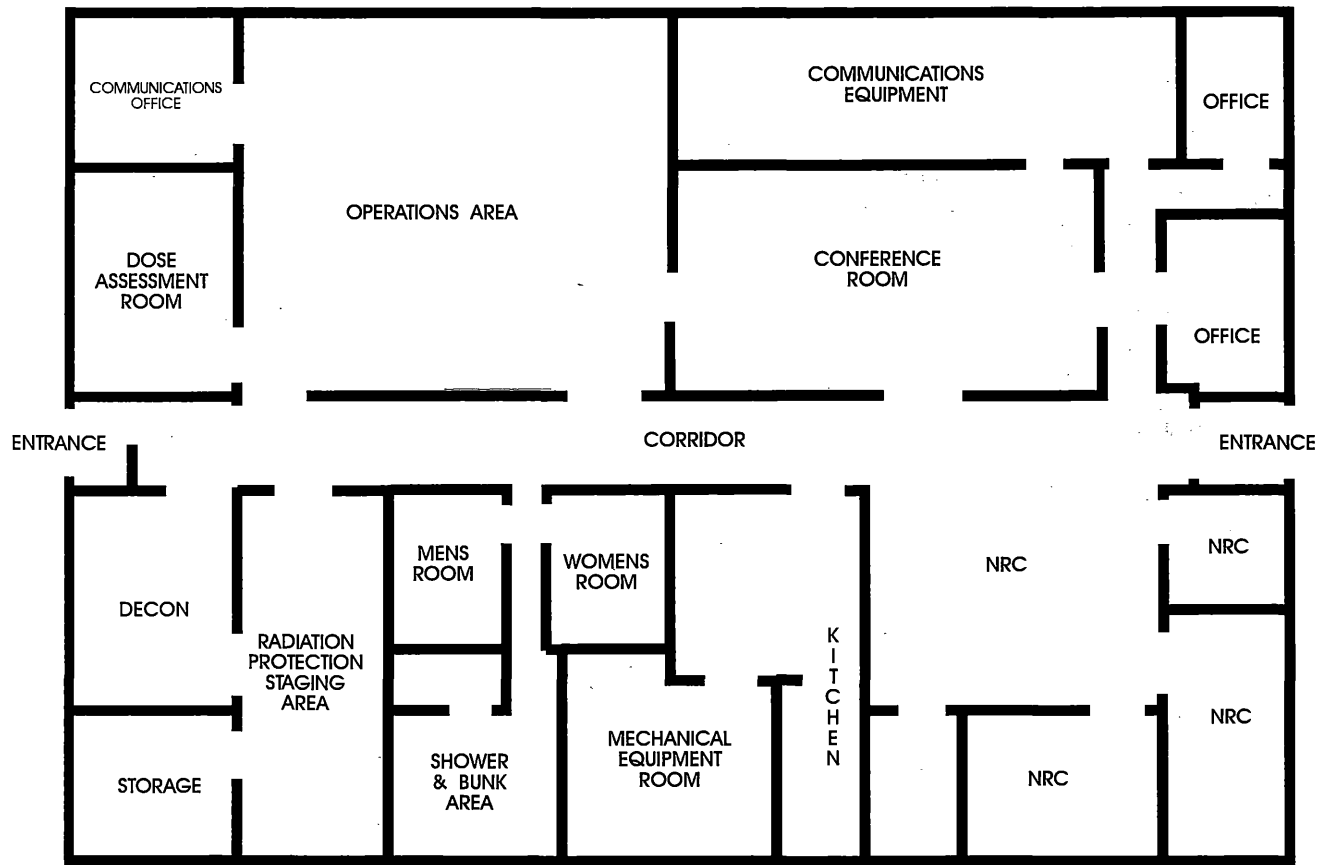 COMMUNICATIONS
OFFICE
COMMUNICATIONS
EQUIPMENT
OFFICE
OPERATIONS AREA
DOSE
ASSESSMENT
ROOM
CONFERENCE
ROOM
OFFICE
ENTRANCE
CORRIDOR
ENTRANCE
MENS
ROOM
WOMENS
ROOM
NRC
NRC
DECON
RADIATION
PROTECTION
STAGING
AREA
KITCHEN
NRC
STORAGE
SHOWER
& BUNK
AREA
MECHANICAL
EQUIPMENT
ROOM
NRC